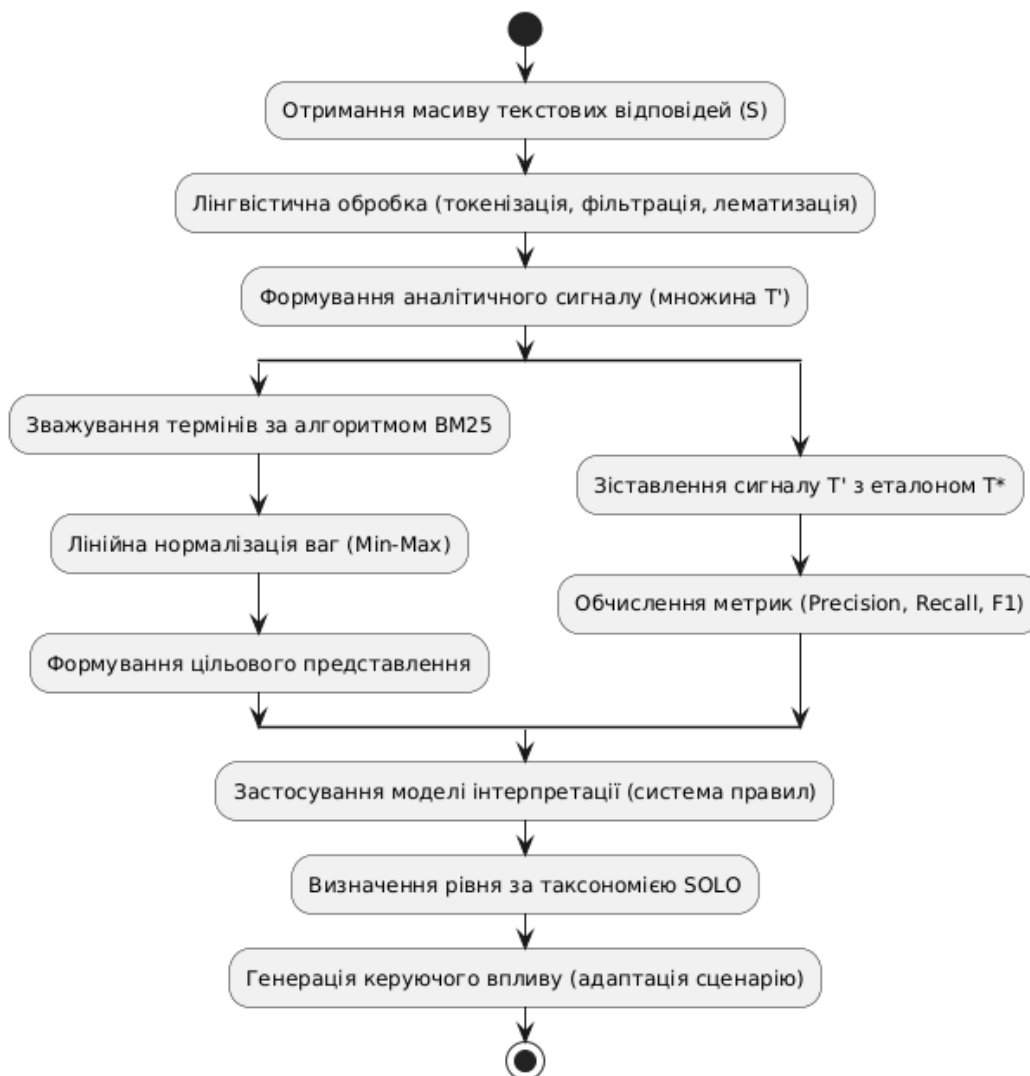 Отримання масиву текстових відповідей (S)
Лінгвістична обробка (токенізація, фільтрація, лематизація)
Формування аналітичного сигналу (множина T')
Зважування термінів за алгоритмом BM25
Лінійна нормалізація ваг (Min-Max)
Формування цільового представлення
Зіставлення сигналу T' з еталоном T*
Обчислення метрик (Precision, Recall, F1)
Застосування моделі інтерпретації (система правил)
Визначення рівня за таксономією SOLO
Генерація керуючого впливу (адаптація сценарію)